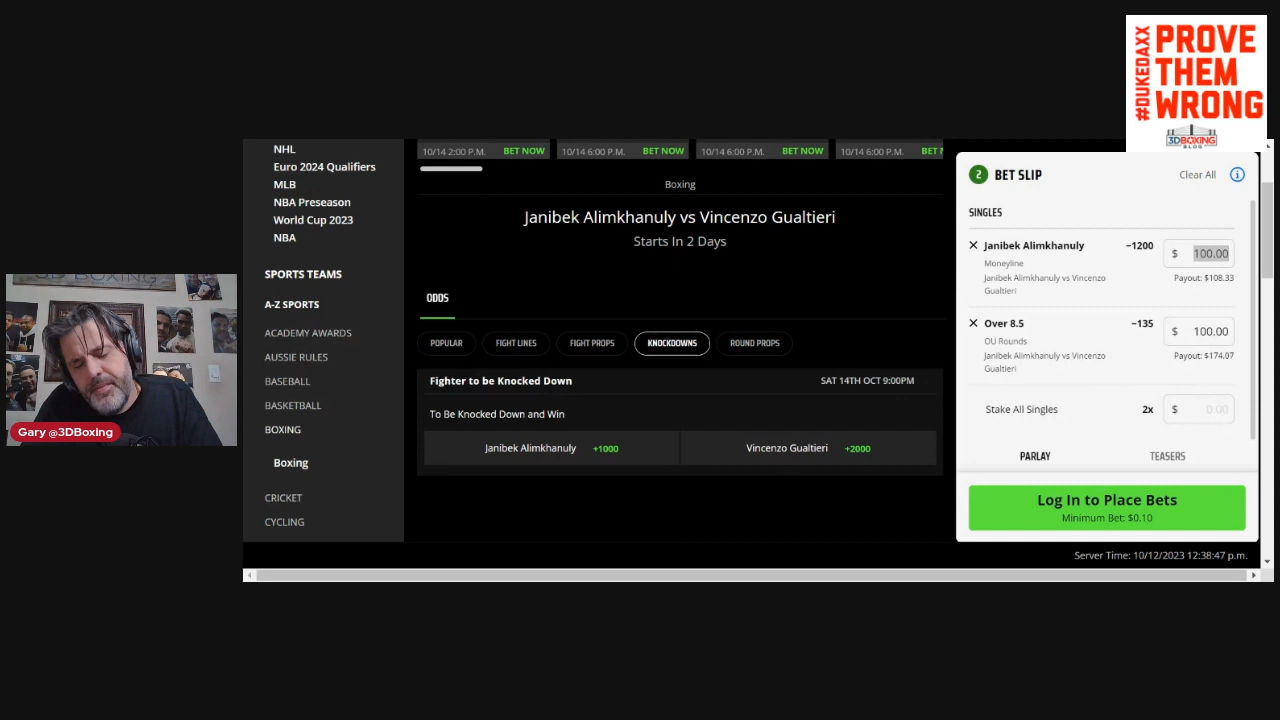 #DUKEDAXX
PROVE
THEM
WRONG
3DBOXING
BLOG
NHL
Euro 2024 Qualifiers
MLB
NBA Preseason
World Cup 2023
NBA
SPORTS TEAMS
A-Z SPORTS
ACADEMY AWARDS
AUSSIE RULES
BASEBALL
BASKETBALL
BOXING
Boxing
CRICKET
CYCLING
10/14 2:00 P.M. BET NOW
10/14 6:00 P.M. BET NOW
10/14 6:00 P.M. BET NOW
10/14 6:00 P.M. BET N
Boxing
Janibek Alimkhanuly vs Vincenzo Gualtieri
Starts In 2 Days
ODDS
POPULAR FIGHT LINES FIGHT PROPS KNOCKDOWNS ROUND PROPS
Fighter to be Knocked Down SAT 14TH OCT 9:00PM
To Be Knocked Down and Win
Janibek Alimkhanuly +1000 Vincenzo Gualtieri +2000
2 BET SLIP Clear All
SINGLES
Janibek Alimkhanuly −1200 $ 100.00
Moneyline
Janibek Alimkhanuly vs Vincenzo
Gualtieri
Payout: $108.33
Over 8.5 −135 $ 100.00
OU Rounds
Janibek Alimkhanuly vs Vincenzo
Gualtieri
Payout: $174.07
Stake All Singles 2x $ 0.00
PARLAY TEASERS
Log In to Place Bets
Minimum Bet: $0.10
Server Time: 10/12/2023 12:38:47 p.m.
3D BOXING
Gary @3DBoxing